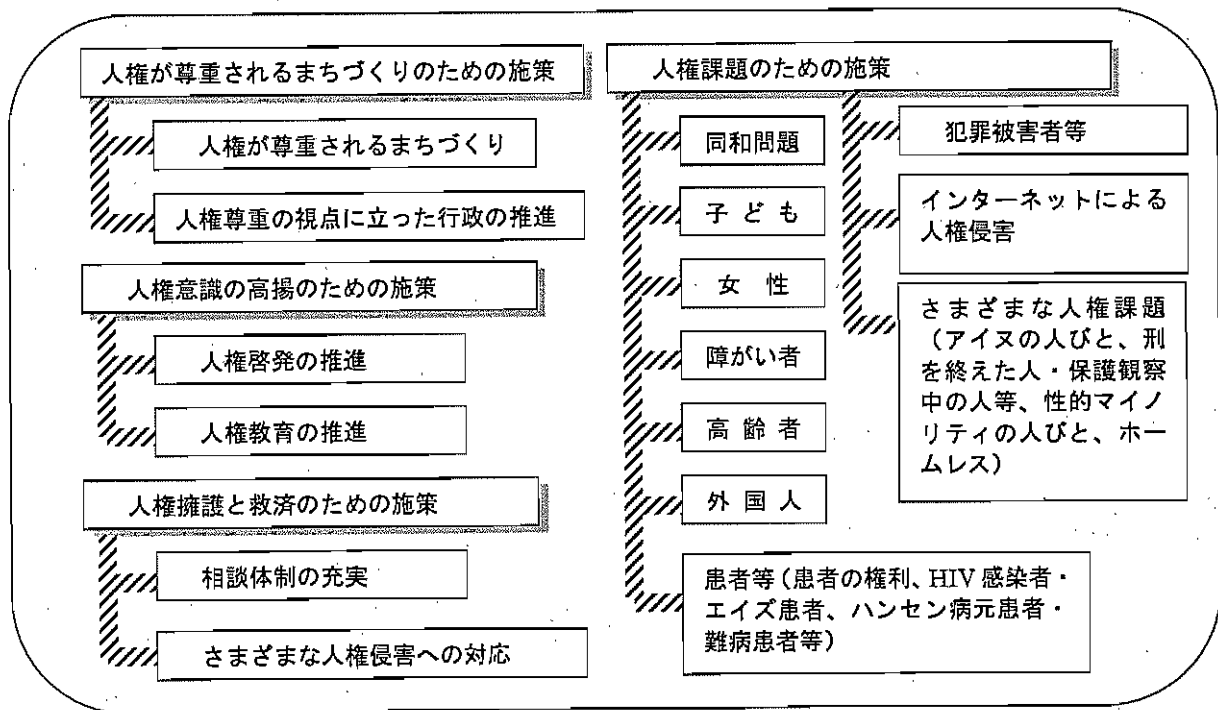 人権が尊重されるまちづくりのための施策
人権が尊重されるまちづくり
人権尊重の視点に立った行政の推進
人権意識の高揚のための施策
人権啓発の推進
人権教育の推進
人権擁護と救済のための施策
相談体制の充実
さまざまな人権侵害への対応
人権課題のための施策
同和問題
子ども
女性
障がい者
高齢者
外国人
患者等(患者の権利、HIV 感染者・
エイズ患者、ハンセン病元患者・
難病患者等)
犯罪被害者等
インターネットによる
人権侵害
さまざまな人権課題
(アイヌの人びと、刑
を終えた人・保護観察
中の人等、性的マイノ
リティの人びと、ホー
ムレス)